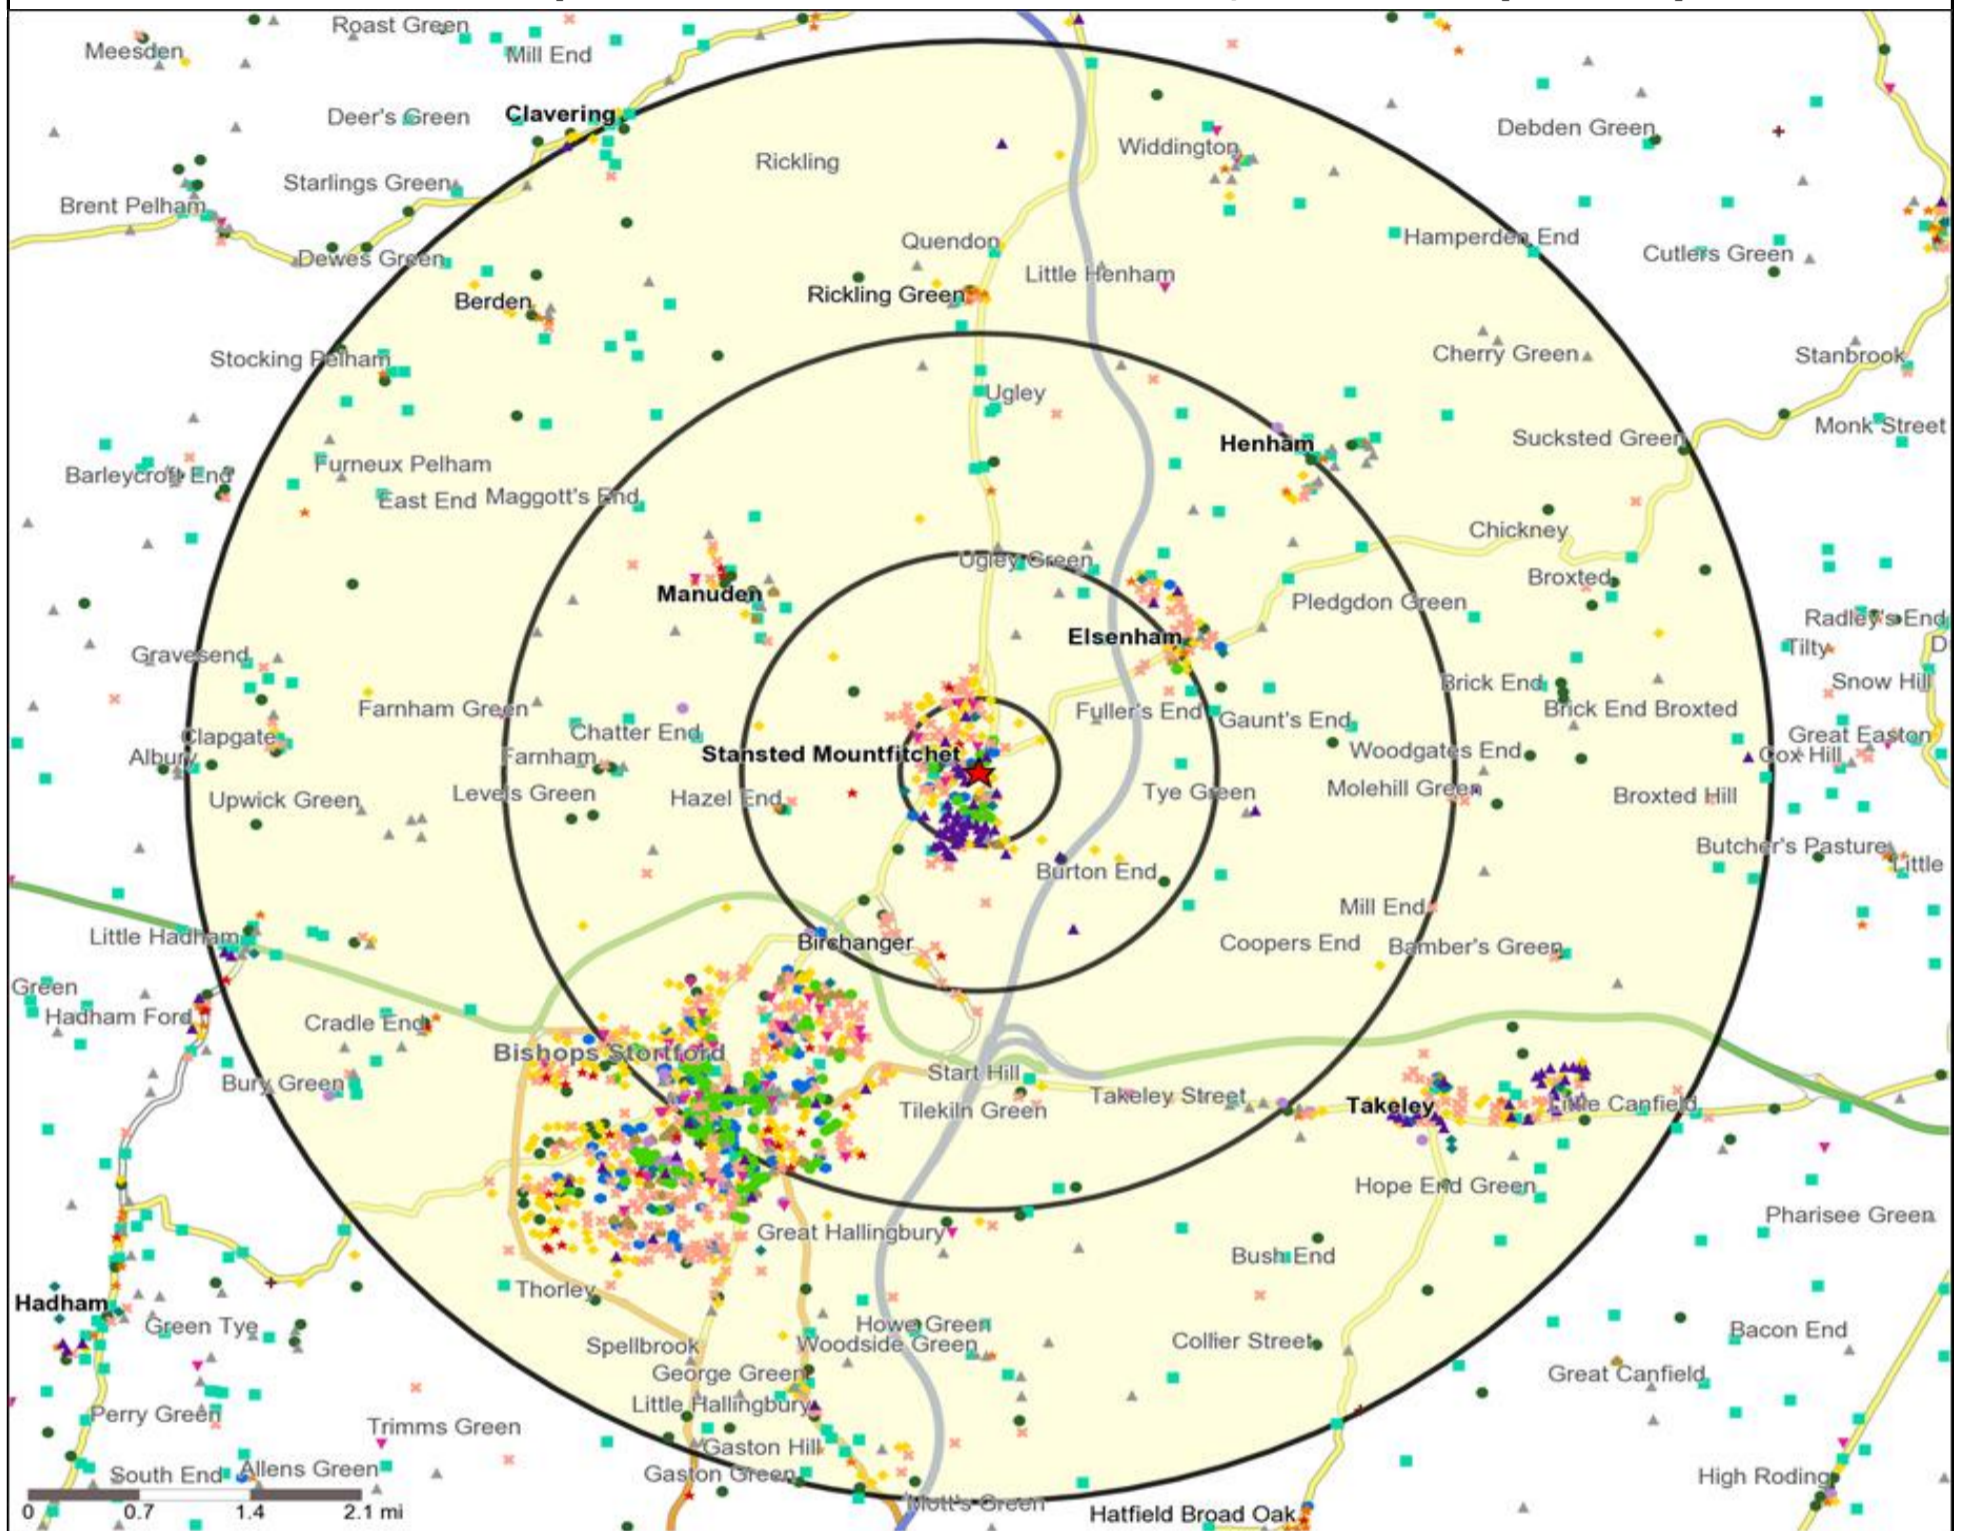 Roast Green
Meesden
Mill End
Deer's Green
Clavering
Debden Green
Widdington
Rickling
Starlings Green
Brent Pelham
Quendon
Hamperden End
Cutlers Green
Dewes Green
Little Henham
Rickling Green
Berden
Cherry Green
Stanbrook
Stocking Pelham
Ugley
Monk Street
Henham
Sucksted Green
Furneux Pelham
Barleycroft End
East End
Maggott's End
Chickney
Ugley Green
Broxted
Manuden
Pledgdon Green
Radley's End
Elsenham
Tilty
D
Gravesend
Brick End
Snow Hill
Farnham Green
Fuller's End
Gaunt's End
Brick End Broxted
Clapgate
Chatter End
Great Easton
Albury
Farnham
Stansted Mountfitchet
Woodgates End
Cox Hill
Upwick Green
Levels Green
Hazel End
Tye Green
Molehill Green
Broxted Hill
Butcher's Pasture
Little
Burton End
Mill End
Little Hadham
Birchanger
Coopers End
Bamber's Green
Green
Hadham Ford
Cradle End
Bishops Stortford
Start Hill
Bury Green
Takeley Street
Takeley
Little Canfield
Tilekiln Green
Hope End Green
Pharisee Green
Great Hallingbury
Bush End
Thorley
Hadham
Green Tye
Howe Green
Bacon End
Spellbrook
Woodside Green
Collier Street
George Green
Great Canfield
Little Hallingbury
Perry Green
Trimms Green
Gaston Hill
South End
Allens Green
Gaston Green
High Roding
Mott's Green
Hatfield Broad Oak
0 0.7 1.4 2.1 mi